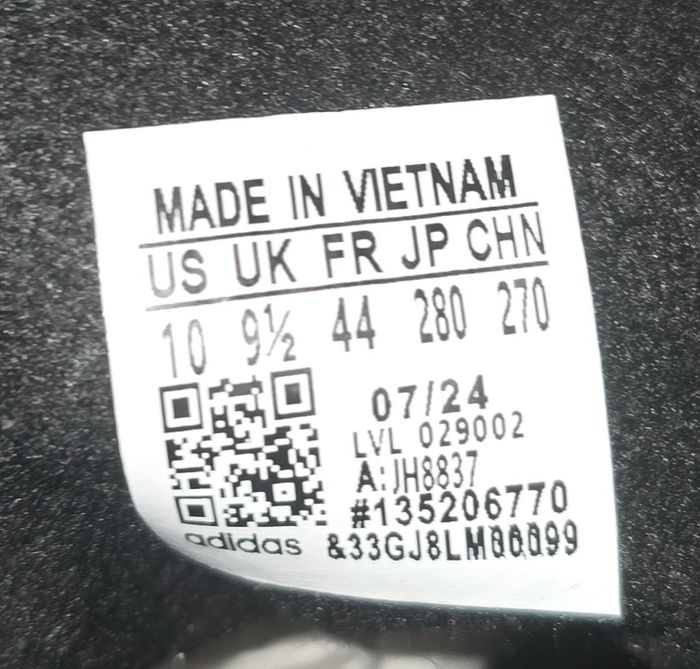 MADE IN VIETNAM
US UK FR JP CHN
10 9½ 44 280 270
07/24
LVL 029002
A: JH8837
#135206770
adidas &33GJ8LM00099